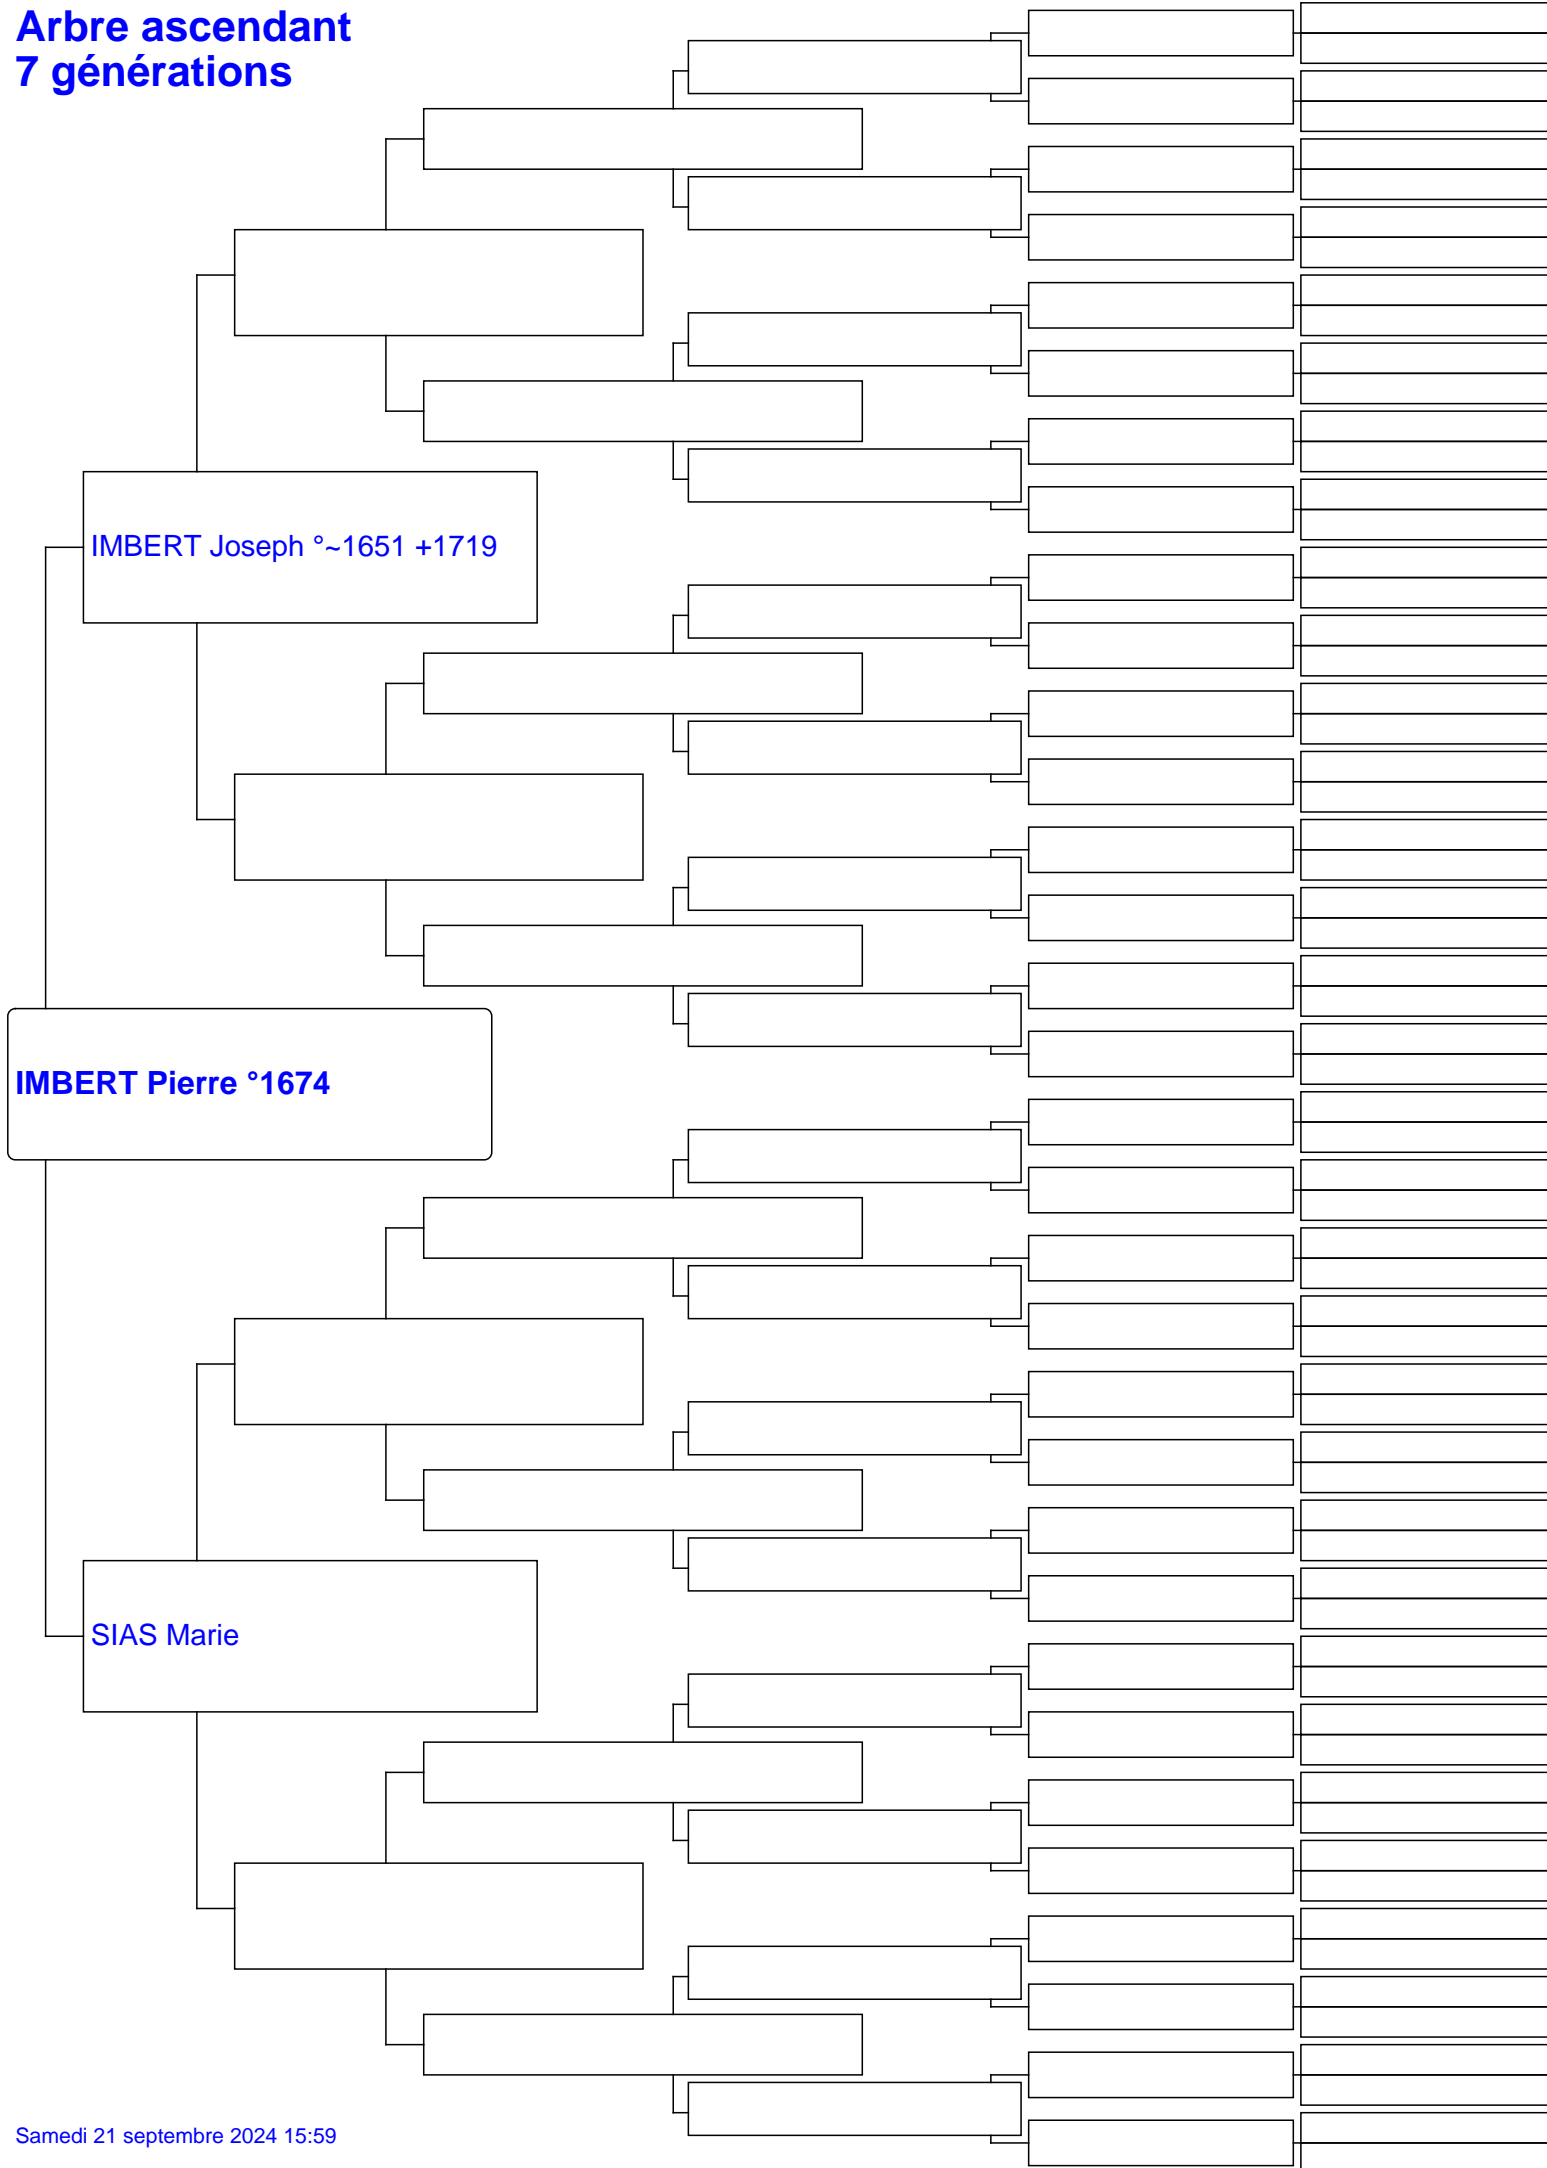 Arbre ascendant
7 générations
IMBERT Joseph °~1651 +1719
IMBERT Pierre °1674
SIAS Marie
Samedi 21 septembre 2024 15:59